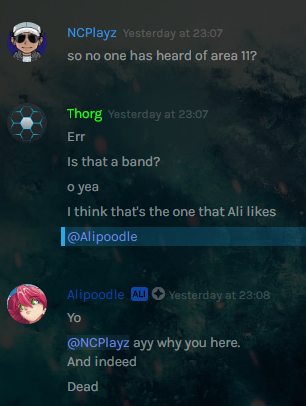 NCPlayz Yesterday at 23:07
so no one has heard of area 11?
Thorg Yesterday at 23:07
Err
Is that a band?
o yea
I think that's the one that Ali likes
@Alipoodle
Alipoodle ALI Yesterday at 23:08
Yo
@NCPlayz ayy why you here.
And indeed
Dead